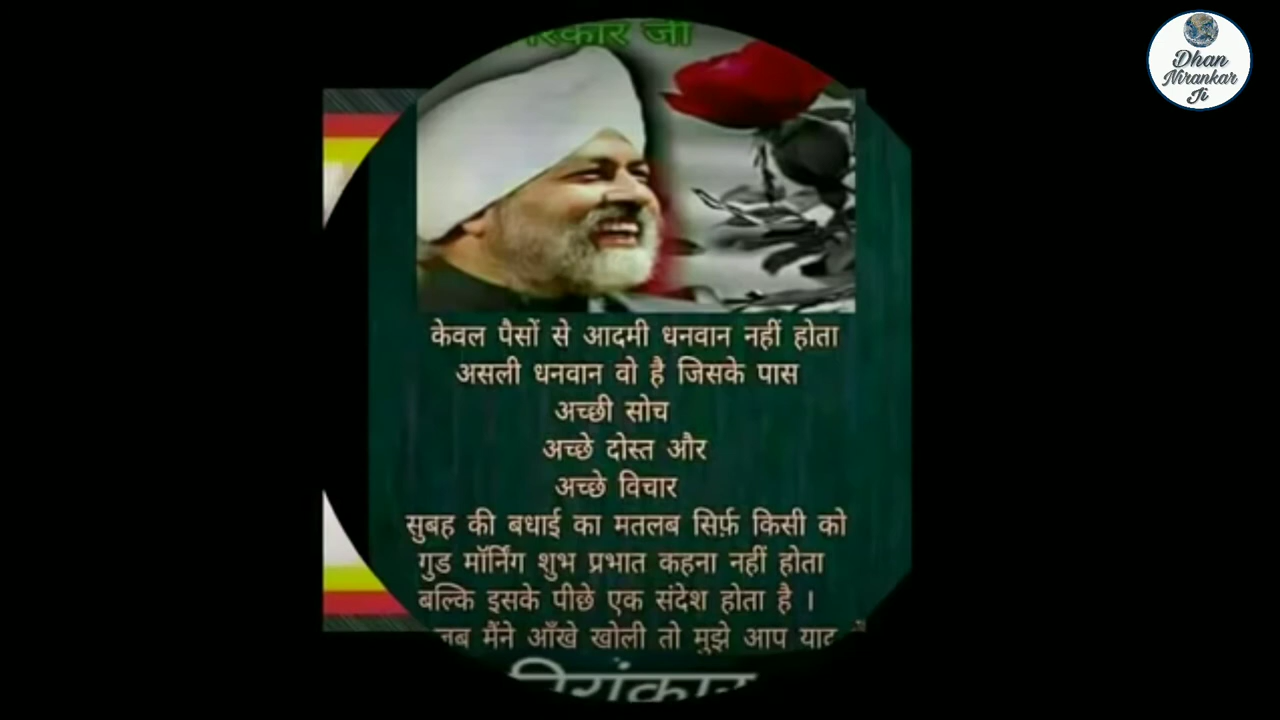 जी
Dhan
Nirankar
Ji
केवल पैसों से आदमी धनवान नहीं होता
असली धनवान वो है जिसके पास
अच्छी सोच
अच्छे दोस्त और
अच्छे विचार
सुबह की बधाई का मतलब सिर्फ़ किसी को
गुड मॉर्निंग शुभ प्रभात कहना नहीं होता
बल्कि इसके पीछे एक संदेश होता है ।
मैंने आँखे खोली तो मुझे आप